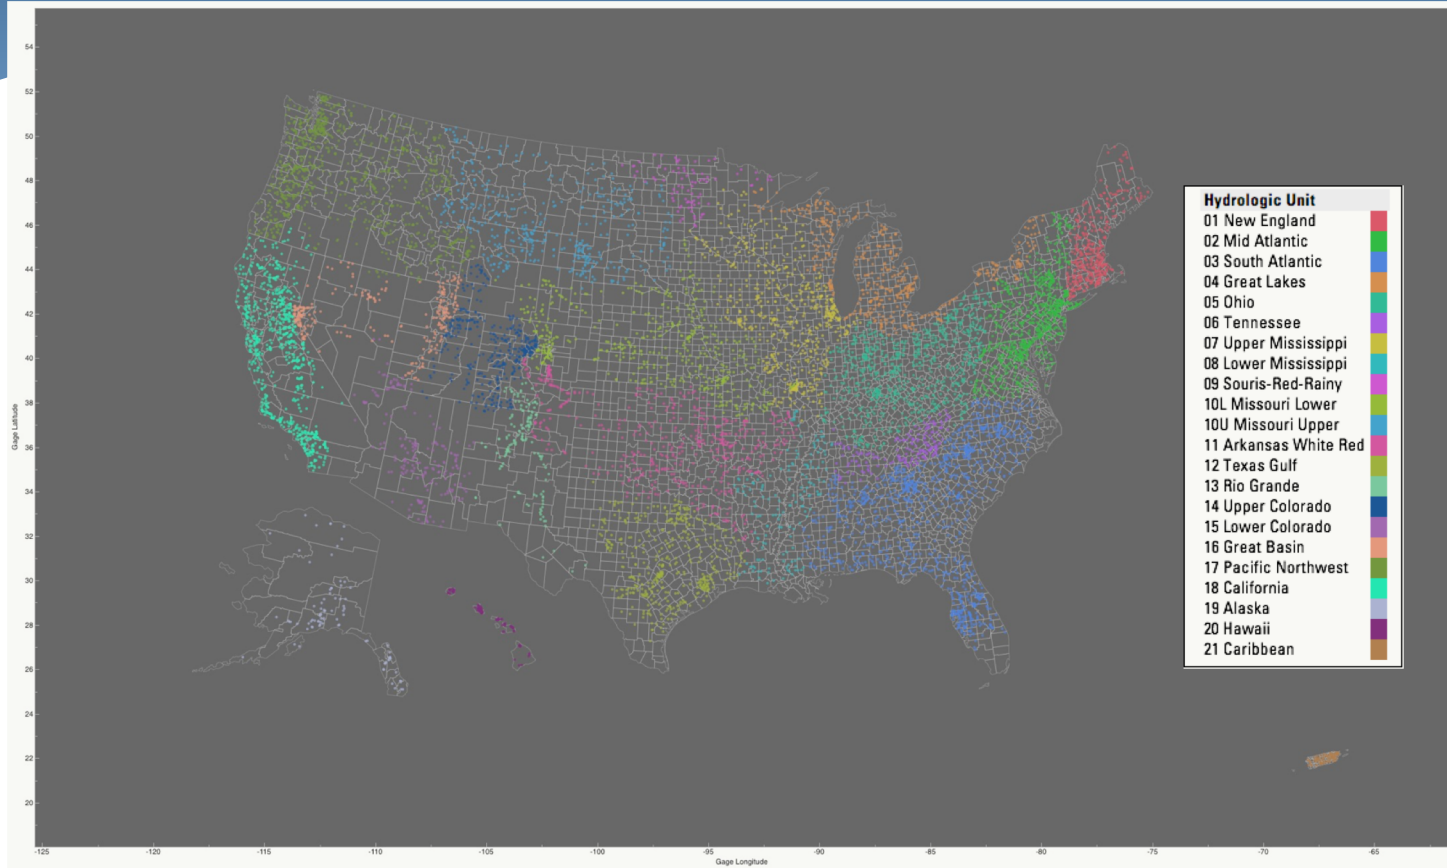 54
52
50
48
46
44
42
40
38
36
34
32
30
28
26
24
22
20
Gage Latitude
-125
-120
-115
-110
-105
-100
-95
-90
-85
-80
-75
-70
-65
Gage Longitude
Hydrologic Unit
01 New England
02 Mid Atlantic
03 South Atlantic
04 Great Lakes
05 Ohio
06 Tennessee
07 Upper Mississippi
08 Lower Mississippi
09 Souris-Red-Rainy
10L Missouri Lower
10U Missouri Upper
11 Arkansas White Red
12 Texas Gulf
13 Rio Grande
14 Upper Colorado
15 Lower Colorado
16 Great Basin
17 Pacific Northwest
18 California
19 Alaska
20 Hawaii
21 Caribbean